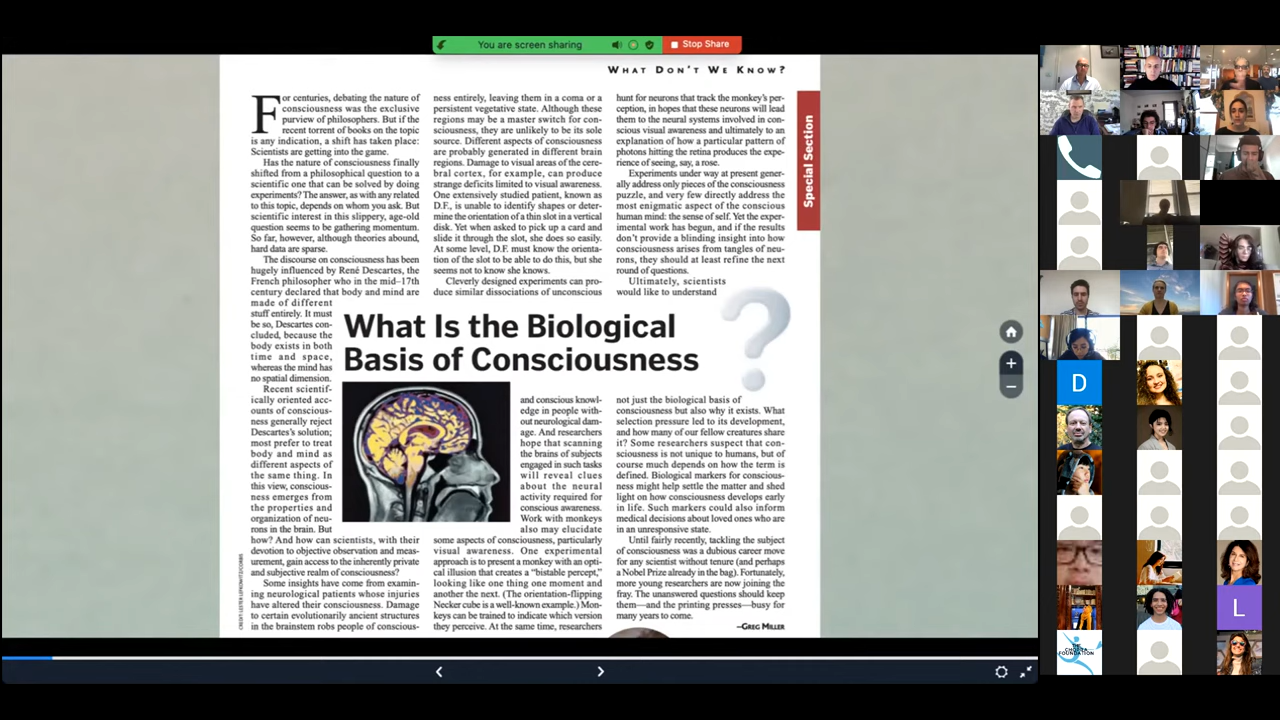 You are screen sharing
Stop Share
WHAT DON'T WE KNOW?
For centuries, debating the nature of
consciousness was the exclusive
purview of philosophers. But if the
recent torrent of books on the topic
is any indication, a shift has taken place:
Scientists are getting into the game.
Has the nature of consciousness finally
shifted from a philosophical question to a
scientific one that can be solved by doing
experiments? The answer, as with any related
to this topic, depends on whom you ask. But
scientific interest in this slippery, age-old
question seems to be gathering momentum.
So far, however, although theories abound,
hard data are sparse.
The discourse on consciousness has been
hugely influenced by René Descartes, the
French philosopher who in the mid–17th
century declared that body and mind are
made of different
stuff entirely. It must
be so, Descartes con-
cluded, because the
body exists in both
time and space,
whereas the mind has
no spatial dimension.
Recent scientif-
ically oriented acc-
ounts of conscious-
ness generally reject
Descartes's solution;
most prefer to treat
body and mind as
different aspects of
the same thing. In
this view, conscious-
ness emerges from
the properties and
organization of neu-
rons in the brain. But
how? And how can scientists, with their
devotion to objective observation and meas-
urement, gain access to the inherently private
and subjective realm of consciousness?
Some insights have come from examin-
ing neurological patients whose injuries
have altered their consciousness. Damage
to certain evolutionarily ancient structures
in the brainstem robs people of conscious-
ness entirely, leaving them in a coma or a
persistent vegetative state. Although these
regions may be a master switch for con-
sciousness, they are unlikely to be its sole
source. Different aspects of consciousness
are probably generated in different brain
regions. Damage to visual areas of the cere-
bral cortex, for example, can produce
strange deficits limited to visual awareness.
One extensively studied patient, known as
D.F., is unable to identify shapes or deter-
mine the orientation of a thin slot in a vertical
disk. Yet when asked to pick up a card and
slide it through the slot, she does so easily.
At some level, D.F. must know the orienta-
tion of the slot to be able to do this, but she
seems not to know she knows.
Cleverly designed experiments can pro-
duce similar dissociations of unconscious
and conscious knowl-
edge in people with-
out neurological dam-
age. And researchers
hope that scanning
the brains of subjects
engaged in such tasks
will reveal clues
about the neural
activity required for
conscious awareness.
Work with monkeys
also may elucidate
some aspects of consciousness, particularly
visual awareness. One experimental
approach is to present a monkey with an opti-
cal illusion that creates a "bistable percept,"
looking like one thing one moment and
another the next. (The orientation-flipping
Necker cube is a well-known example.) Mon-
keys can be trained to indicate which version
they perceive. At the same time, researchers
hunt for neurons that track the monkey's per-
ception, in hopes that these neurons will lead
them to the neural systems involved in con-
scious visual awareness and ultimately to an
explanation of how a particular pattern of
photons hitting the retina produces the expe-
rience of seeing, say, a rose.
Experiments under way at present gener-
ally address only pieces of the consciousness
puzzle, and very few directly address the
most enigmatic aspect of the conscious
human mind: the sense of self. Yet the exper-
imental work has begun, and if the results
don't provide a blinding insight into how
consciousness arises from tangles of neu-
rons, they should at least refine the next
round of questions.
Ultimately, scientists
would like to understand
not just the biological basis of
consciousness but also why it exists. What
selection pressure led to its development,
and how many of our fellow creatures share
it? Some researchers suspect that con-
sciousness is not unique to humans, but of
course much depends on how the term is
defined. Biological markers for conscious-
ness might help settle the matter and shed
light on how consciousness develops early
in life. Such markers could also inform
medical decisions about loved ones who are
in an unresponsive state.
Until fairly recently, tackling the subject
of consciousness was a dubious career move
for any scientist without tenure (and perhaps
a Nobel Prize already in the bag). Fortunately,
more young researchers are now joining the
fray. The unanswered questions should keep
them—and the printing presses—busy for
many years to come.
–GREG MILLER
What Is the Biological
Basis of Consciousness
?
Special Section
D
L
CHOPRA
FOUNDATION